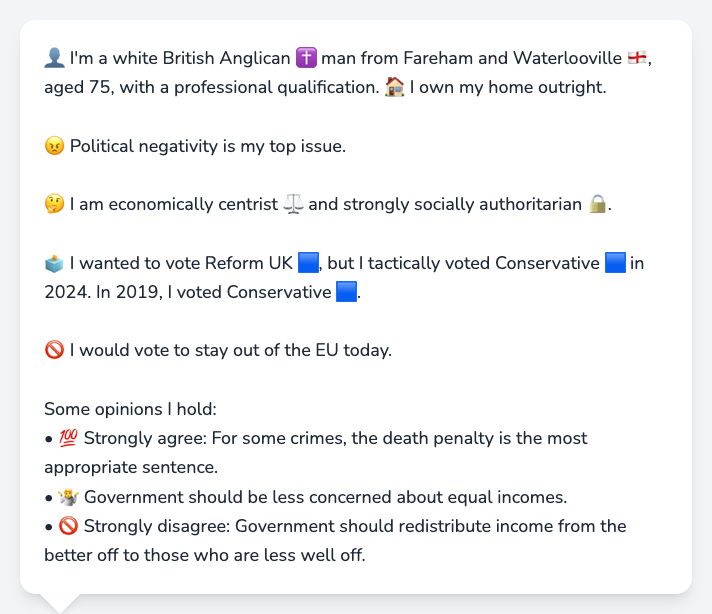 👤 I'm a white British Anglican ✝️ man from Fareham and Waterlooville 🏴󠁧󠁢󠁥󠁮󠁧󠁿,
aged 75, with a professional qualification. 🏠 I own my home outright.
😠 Political negativity is my top issue.
🤔 I am economically centrist ⚖️ and strongly socially authoritarian 🔒.
🗳️ I wanted to vote Reform UK 🟦, but I tactically voted Conservative 🟦 in
2024. In 2019, I voted Conservative 🟦.
🚫 I would vote to stay out of the EU today.
Some opinions I hold:
• 💯 Strongly agree: For some crimes, the death penalty is the most
appropriate sentence.
• 🤷 Government should be less concerned about equal incomes.
• 🚫 Strongly disagree: Government should redistribute income from the
better off to those who are less well off.